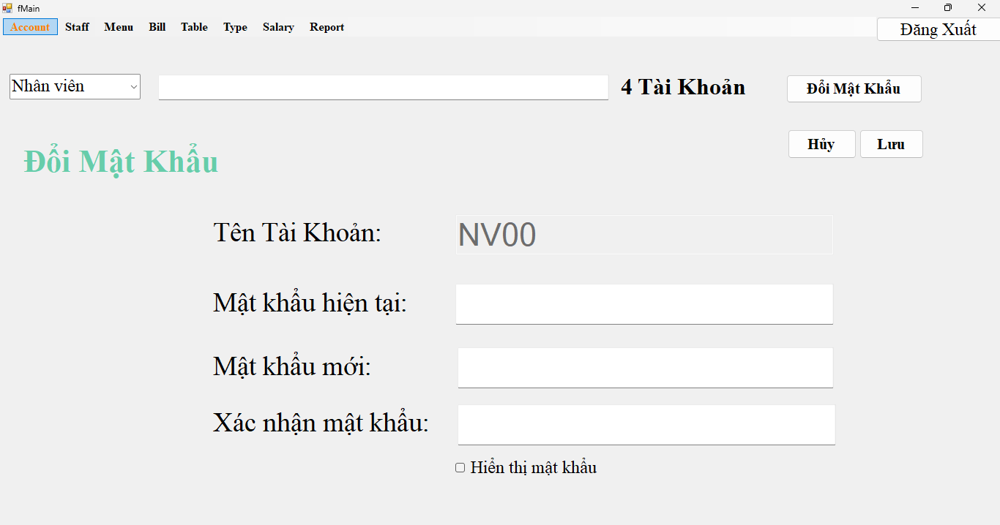 fMain
Account Staff Menu Bill Table Type Salary Report
Đăng Xuất
Nhân viên
4 Tài Khoản
Đổi Mật Khẩu
Hủy
Lưu
Đổi Mật Khẩu
Tên Tài Khoản:
NV00
Mật khẩu hiện tại:
Mật khẩu mới:
Xác nhận mật khẩu:
Hiển thị mật khẩu